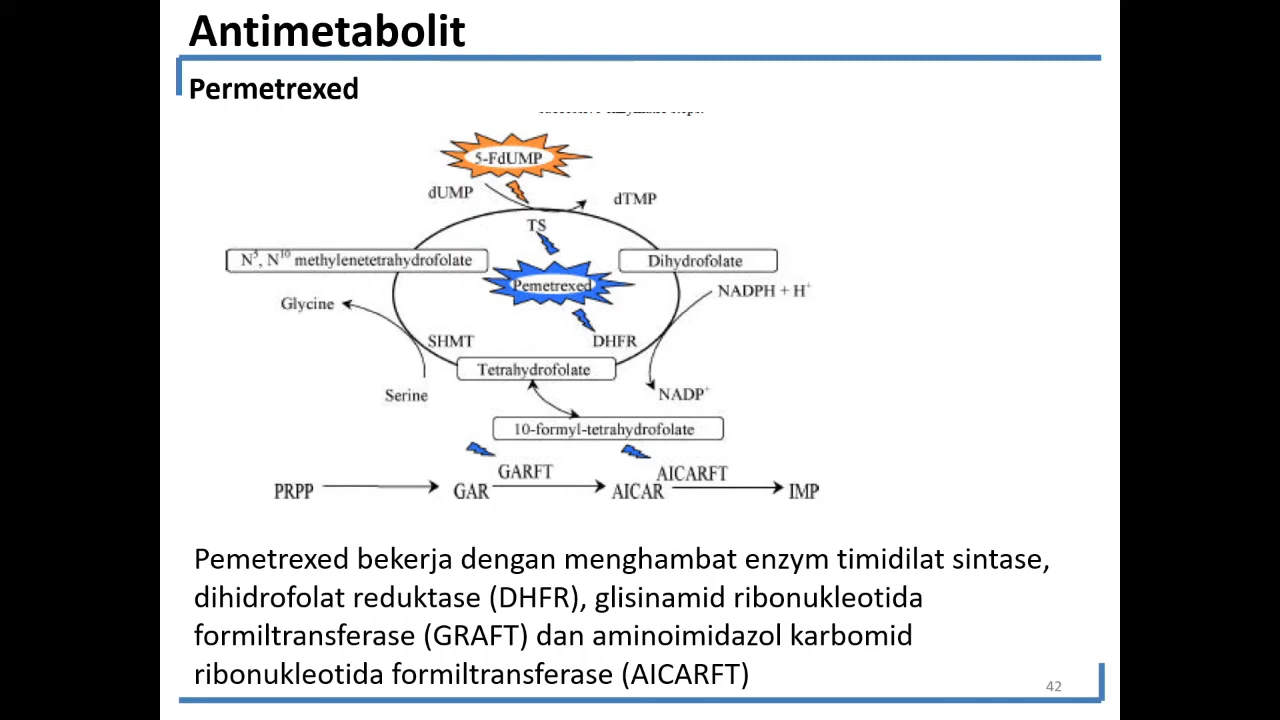 Antimetabolit
Permetrexed
5-FdUMP
dUMP
dTMP
TS
N⁵, N¹⁰ methylenetetrahydrofolate
Dihydrofolate
Pemetrexed
NADPH + H⁺
Glycine
SHMT
DHFR
Tetrahydrofolate
Serine
NADP⁺
10-formyl-tetrahydrofolate
GARFT
AICARFT
PRPP
GAR
AICAR
IMP
Pemetrexed bekerja dengan menghambat enzym timidilat sintase,
dihidrofolat reduktase (DHFR), glisinamid ribonukleotida
formiltransferase (GRAFT) dan aminoimidazol karbomid
ribonukleotida formiltransferase (AICARFT)
42